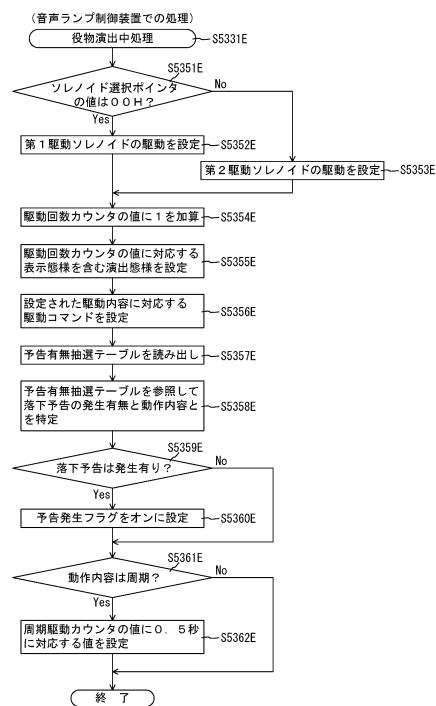 （音声ランプ制御装置での処理）
役物演出中処理
S5331E
S5351E
ソレノイド選択ポインタ
の値は００Ｈ？
No
Yes
第１駆動ソレノイドの駆動を設定
S5352E
第２駆動ソレノイドの駆動を設定
S5353E
駆動回数カウンタの値に１を加算
S5354E
駆動回数カウンタの値に対応する
表示態様を含む演出態様を設定
S5355E
設定された駆動内容に対応する
駆動コマンドを設定
S5356E
予告有無抽選テーブルを読み出し
S5357E
予告有無抽選テーブルを参照して
落下予告の発生有無と動作内容と
を特定
S5358E
S5359E
落下予告は発生有り？
No
Yes
予告発生フラグをオンに設定
S5360E
S5361E
動作内容は周期？
No
Yes
周期駆動カウンタの値に０．５秒
に対応する値を設定
S5362E
終 了